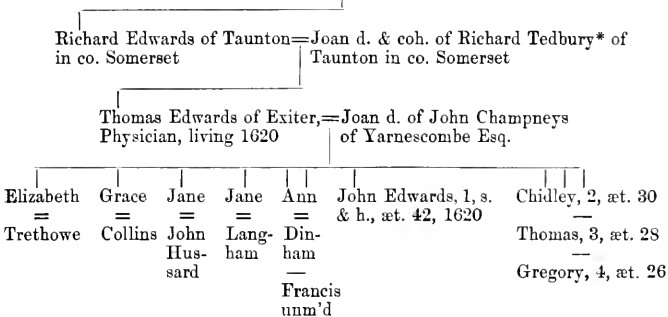 Richard Edwards of Taunton=Joan d. & coh. of Richard Tedbury* of
in co. Somerset Taunton in co. Somerset
Thomas Edwards of Exiter,=Joan d. of John Champneys
Physician, living 1620 of Yarnescombe Esq.
Elizabeth Grace Jane Jane Ann John Edwards, 1, s. Chidley, 2, æt. 30
= = = = = & h., æt. 42, 1620 —
Trethowe Collins John Lang- Din- Thomas, 3, æt. 28
Hus- ham ham —
sard — Gregory, 4, æt. 26
Francis
unm'd